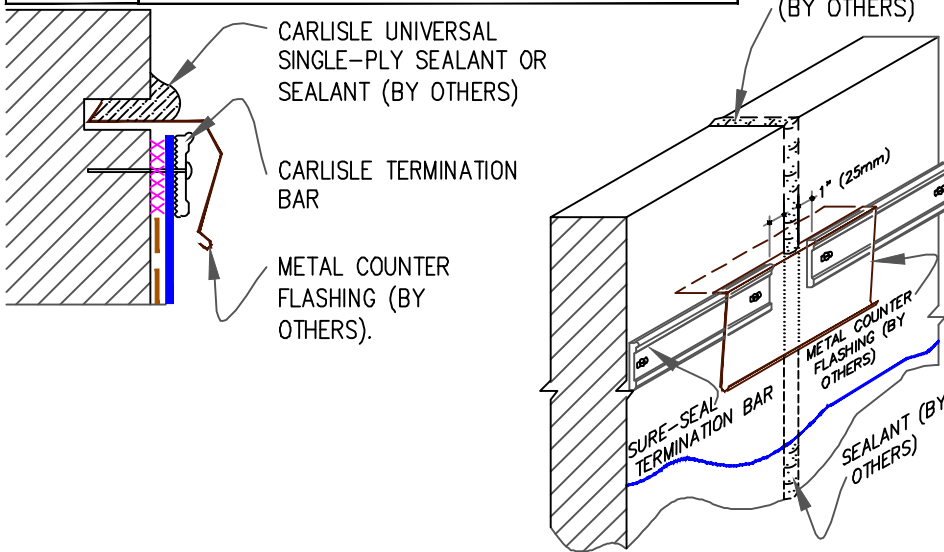 (BY OTHERS)
CARLISLE UNIVERSAL
SINGLE-PLY SEALANT OR
SEALANT (BY OTHERS)
CARLISLE TERMINATION
BAR
METAL COUNTER
FLASHING (BY
OTHERS).
1" (25mm)
METAL COUNTER
FLASHING (BY
OTHERS)
SURE-SEAL
TERMINATION BAR
SEALANT (BY
OTHERS)